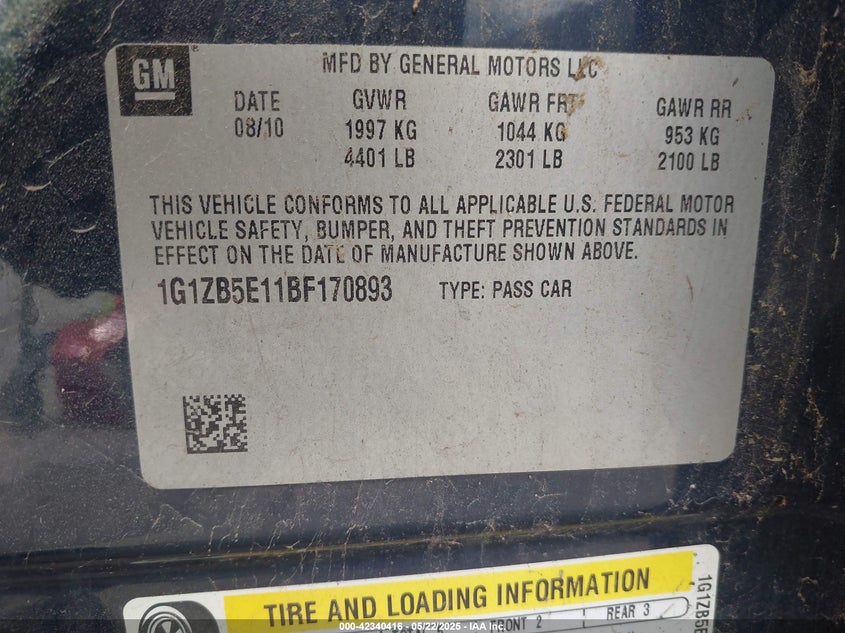 GM
MFD BY GENERAL MOTORS LLC
DATE GVWR GAWR FRT GAWR RR
08/10 1997 KG 1044 KG 953 KG
4401 LB 2301 LB 2100 LB
THIS VEHICLE CONFORMS TO ALL APPLICABLE U.S. FEDERAL MOTOR
VEHICLE SAFETY, BUMPER, AND THEFT PREVENTION STANDARDS IN
EFFECT ON THE DATE OF MANUFACTURE SHOWN ABOVE.
1G1ZB5E11BF170893 TYPE: PASS CAR
TIRE AND LOADING INFORMATION
FRONT 2 REAR 3
1G1ZB5E
000-42340416 - 05/22/2025 - IAA Inc.